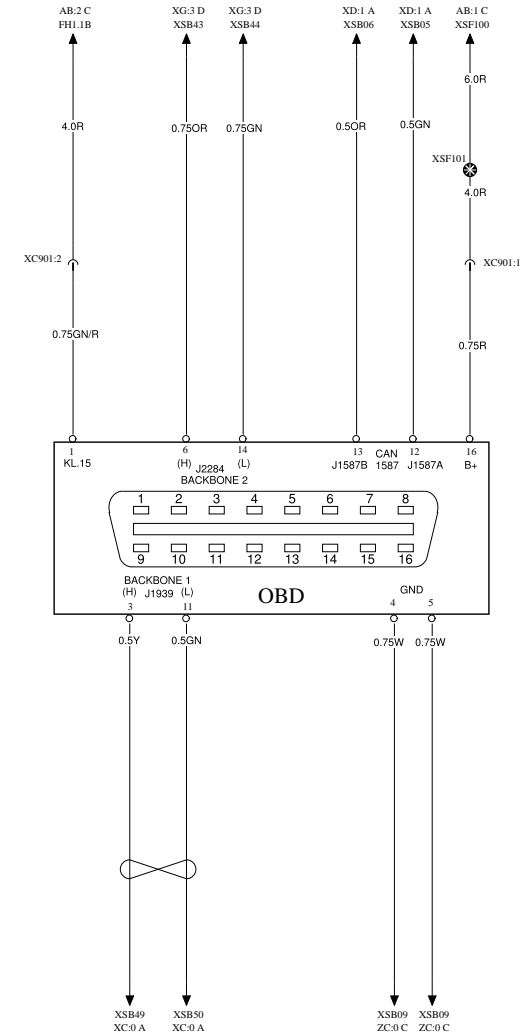 AB:2 C XG:3 D XG:3 D XD:1 A XD:1 A AB:1 C
FH1.1B XSB43 XSB44 XSB06 XSB05 XSF100
6.0R
4.0R 0.75OR 0.75GN 0.5OR 0.5GN
XSF101
4.0R
XC901:2 XC901:1
0.75GN/R
0.75R
1 6 14 13 12 16
KL.15 (H) J2284 (L) J1587B CAN 1587 J1587A B+
BACKBONE 2
1 2 3 4 5 6 7 8
9 10 11 12 13 14 15 16
BACKBONE 1
(H) J1939 (L) GND
3 11 OBD 4 5
0.5Y 0.5GN 0.75W 0.75W
XSB49 XSB50 XSB09 XSB09
XC:0 A XC:0 A ZC:0 C ZC:0 C